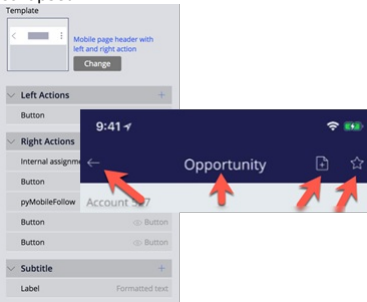 Template
Mobile page header with
left and right action
Change
Left Actions
Button
Right Actions
Internal assignme
Button
pyMobileFollow
Button
Button
Button
Button
Subtitle
Label
Formatted text
9:41
Opportunity
Account